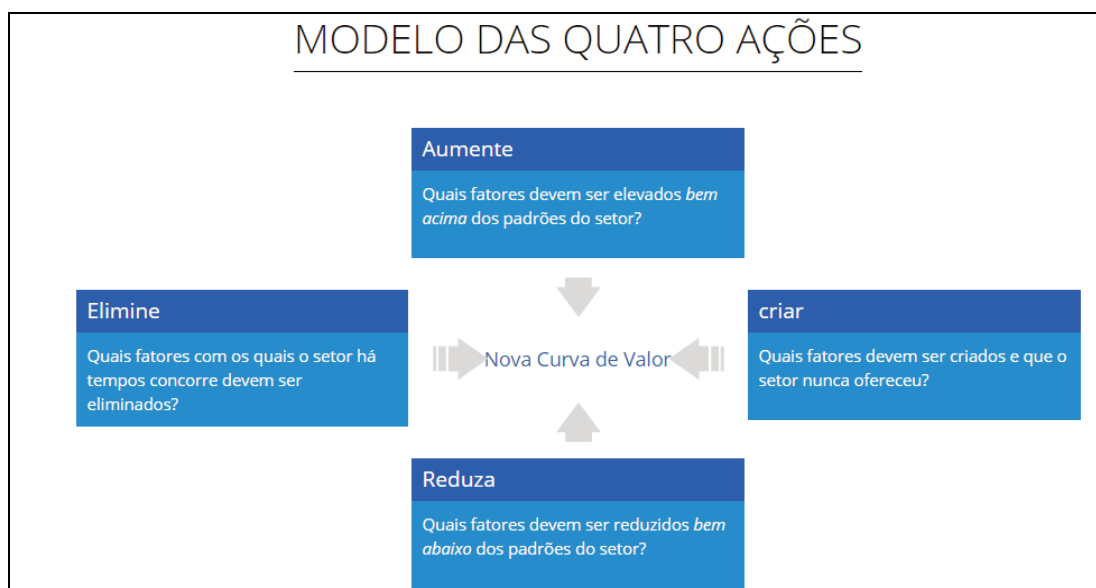 MODELO DAS QUATRO AÇÕES
Aumente
Quais fatores devem ser elevados bem
acima dos padrões do setor?
Elimine
Quais fatores com os quais o setor há
tempos concorre devem ser
eliminados?
Nova Curva de Valor
criar
Quais fatores devem ser criados e que o
setor nunca ofereceu?
Reduza
Quais fatores devem ser reduzidos bem
abaixo dos padrões do setor?